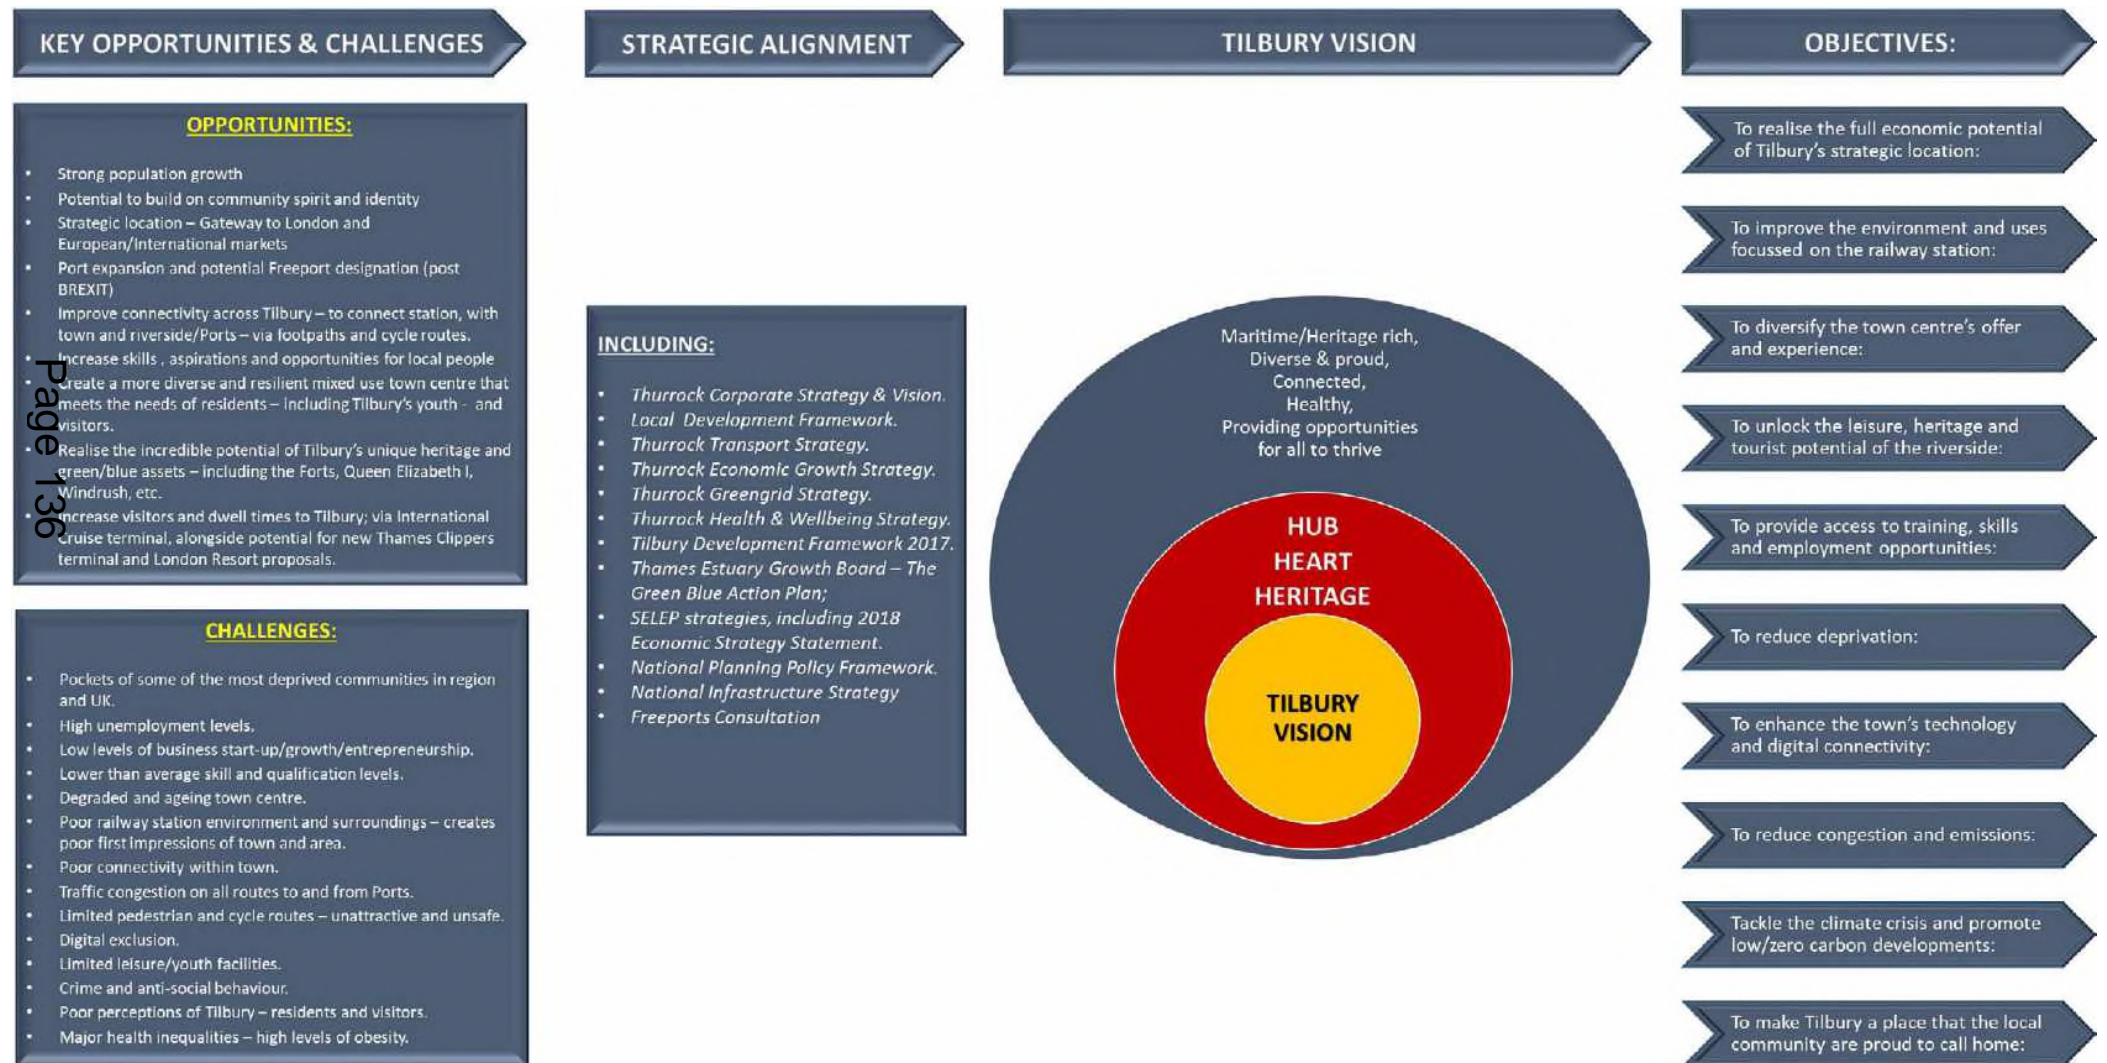 KEY OPPORTUNITIES & CHALLENGES
OPPORTUNITIES:
• Strong population growth
• Potential to build on community spirit and identity
• Strategic location – Gateway to London and
European/International markets
• Port expansion and potential Freeport designation (post
BREXIT)
• Improve connectivity across Tilbury – to connect station, with
town and riverside/Ports – via footpaths and cycle routes.
• Increase skills , aspirations and opportunities for local people
• Create a more diverse and resilient mixed use town centre that
meets the needs of residents – including Tilbury's youth - and
visitors.
• Realise the incredible potential of Tilbury's unique heritage and
green/blue assets – including the Forts, Queen Elizabeth I,
Windrush, etc.
• Increase visitors and dwell times to Tilbury; via International
Cruise terminal, alongside potential for new Thames Clippers
terminal and London Resort proposals.
Page 136
CHALLENGES:
• Pockets of some of the most deprived communities in region
and UK.
• High unemployment levels.
• Low levels of business start-up/growth/entrepreneurship.
• Lower than average skill and qualification levels.
• Degraded and ageing town centre.
• Poor railway station environment and surroundings – creates
poor first impressions of town and area.
• Poor connectivity within town.
• Traffic congestion on all routes to and from Ports.
• Limited pedestrian and cycle routes – unattractive and unsafe.
• Digital exclusion.
• Limited leisure/youth facilities.
• Crime and anti-social behaviour.
• Poor perceptions of Tilbury – residents and visitors.
• Major health inequalities – high levels of obesity.
STRATEGIC ALIGNMENT
INCLUDING:
• Thurrock Corporate Strategy & Vision.
• Local Development Framework.
• Thurrock Transport Strategy.
• Thurrock Economic Growth Strategy.
• Thurrock Greengrid Strategy.
• Thurrock Health & Wellbeing Strategy.
• Tilbury Development Framework 2017.
• Thames Estuary Growth Board – The
Green Blue Action Plan;
• SELEP strategies, including 2018
Economic Strategy Statement.
• National Planning Policy Framework.
• National Infrastructure Strategy
• Freeports Consultation
TILBURY VISION
Maritime/Heritage rich,
Diverse & proud,
Connected,
Healthy,
Providing opportunities
for all to thrive
HUB
HEART
HERITAGE
TILBURY
VISION
OBJECTIVES:
To realise the full economic potential
of Tilbury's strategic location:
To improve the environment and uses
focussed on the railway station:
To diversify the town centre's offer
and experience:
To unlock the leisure, heritage and
tourist potential of the riverside:
To provide access to training, skills
and employment opportunities:
To reduce deprivation:
To enhance the town's technology
and digital connectivity:
To reduce congestion and emissions:
Tackle the climate crisis and promote
low/zero carbon developments:
To make Tilbury a place that the local
community are proud to call home: